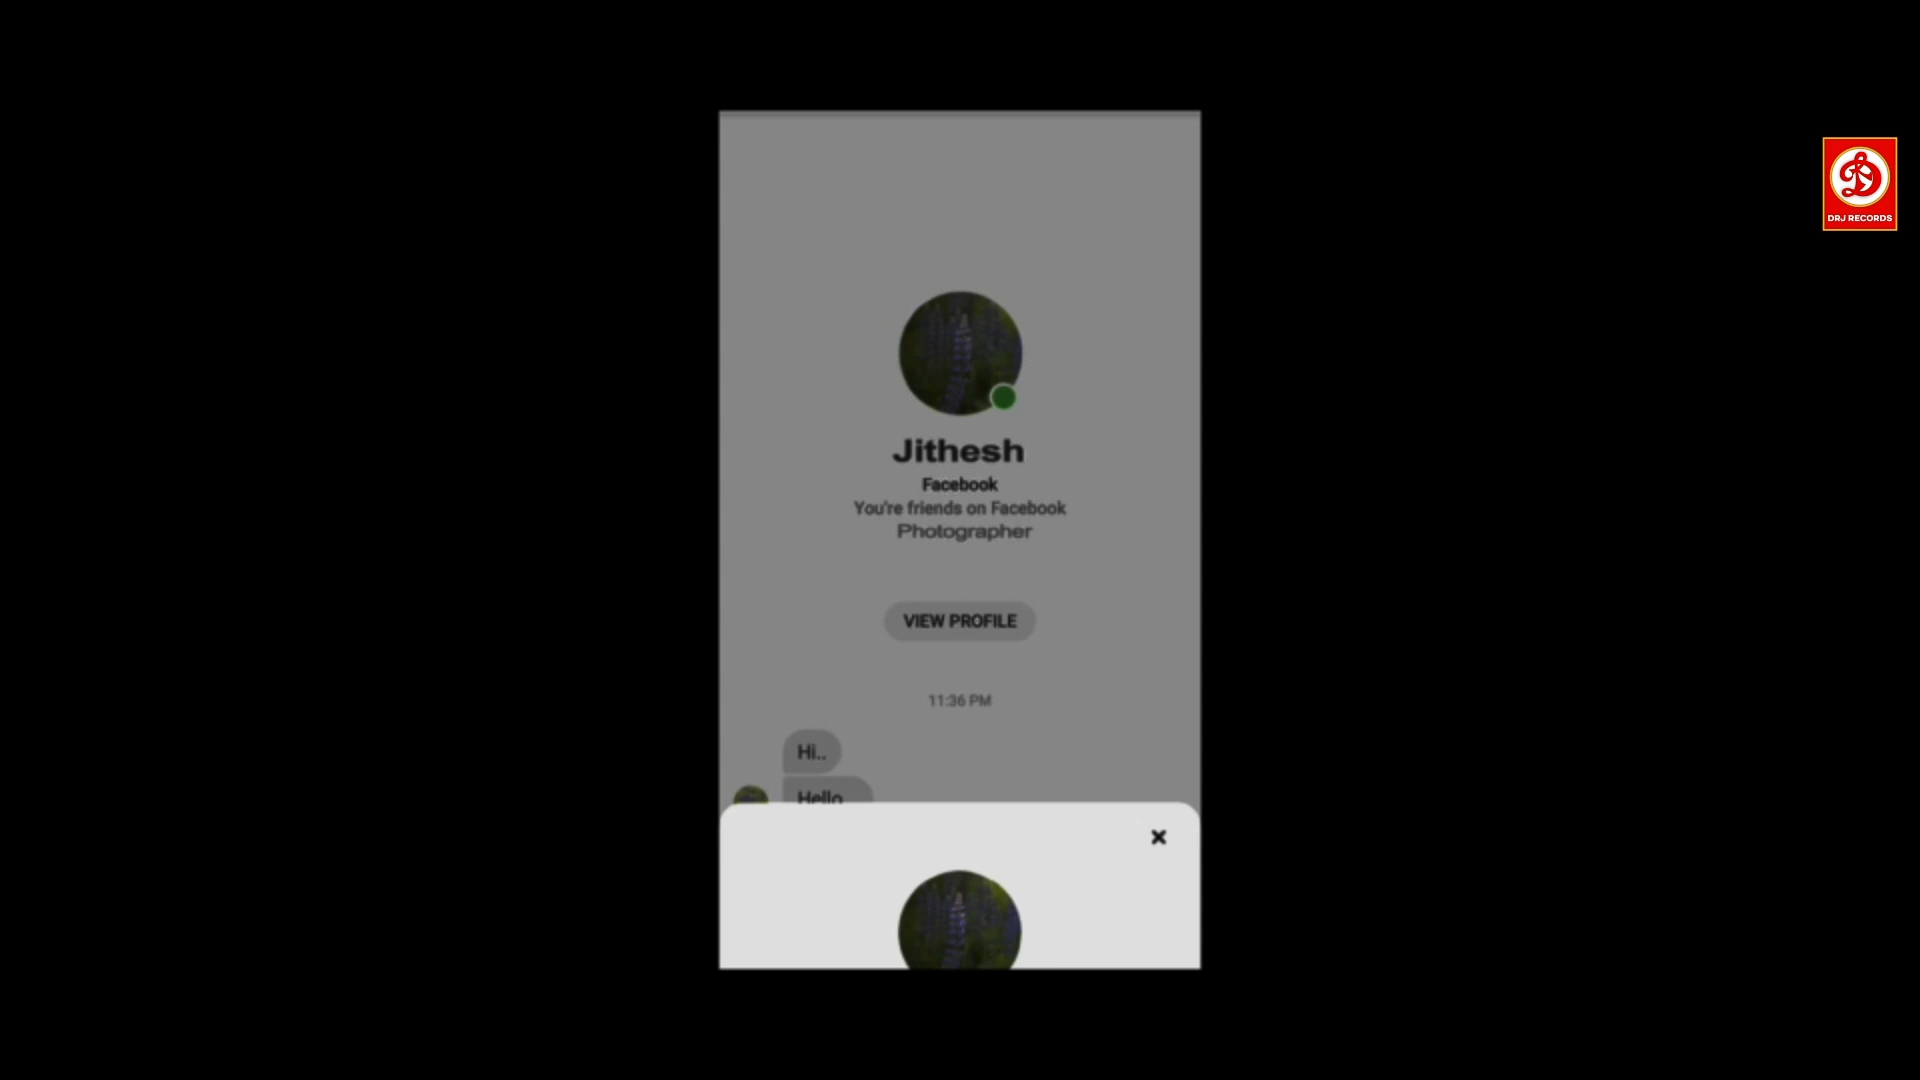 DRJ RECORDS
Jithesh
Facebook
You're friends on Facebook
Photographer
VIEW PROFILE
11:36 PM
Hi..
Hello